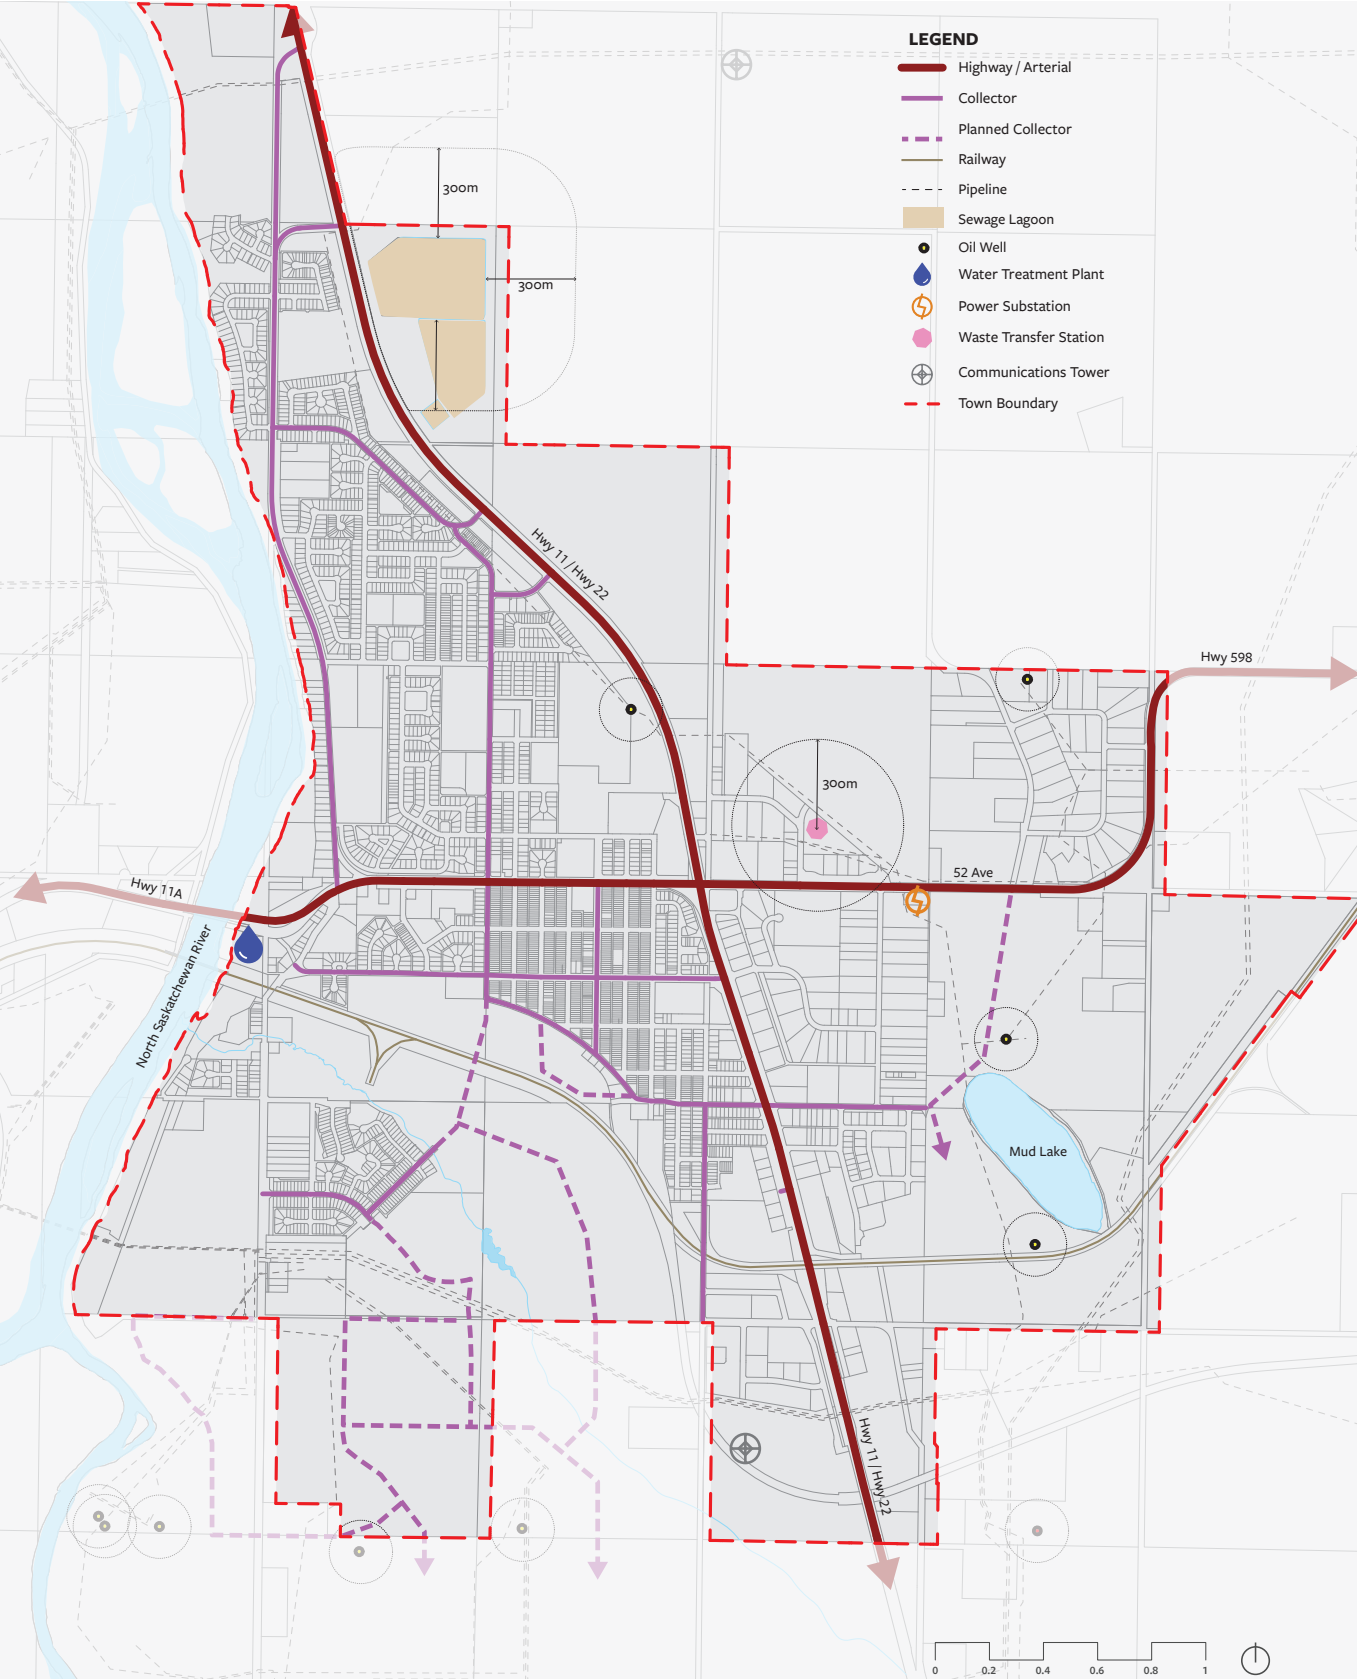 LEGEND
Highway / Arterial
Collector
Planned Collector
Railway
Pipeline
Sewage Lagoon
Oil Well
Water Treatment Plant
Power Substation
Waste Transfer Station
Communications Tower
Town Boundary
300m
300m
Hwy 11 / Hwy 22
Hwy 598
300m
52 Ave
Hwy 11A
North Saskatchewan River
Mud Lake
Hwy 11 / Hwy 22
0 0.2 0.4 0.6 0.8 1